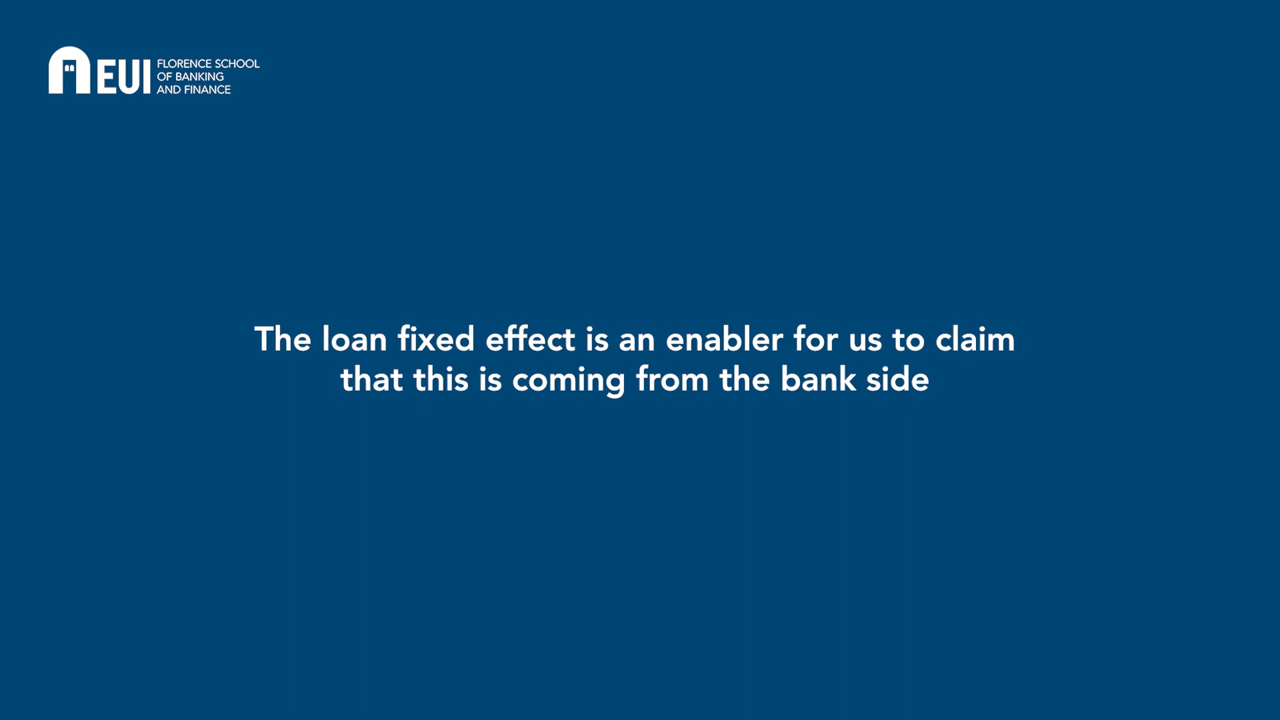 EUI
FLORENCE SCHOOL
OF BANKING
AND FINANCE
The loan fixed effect is an enabler for us to claim
that this is coming from the bank side